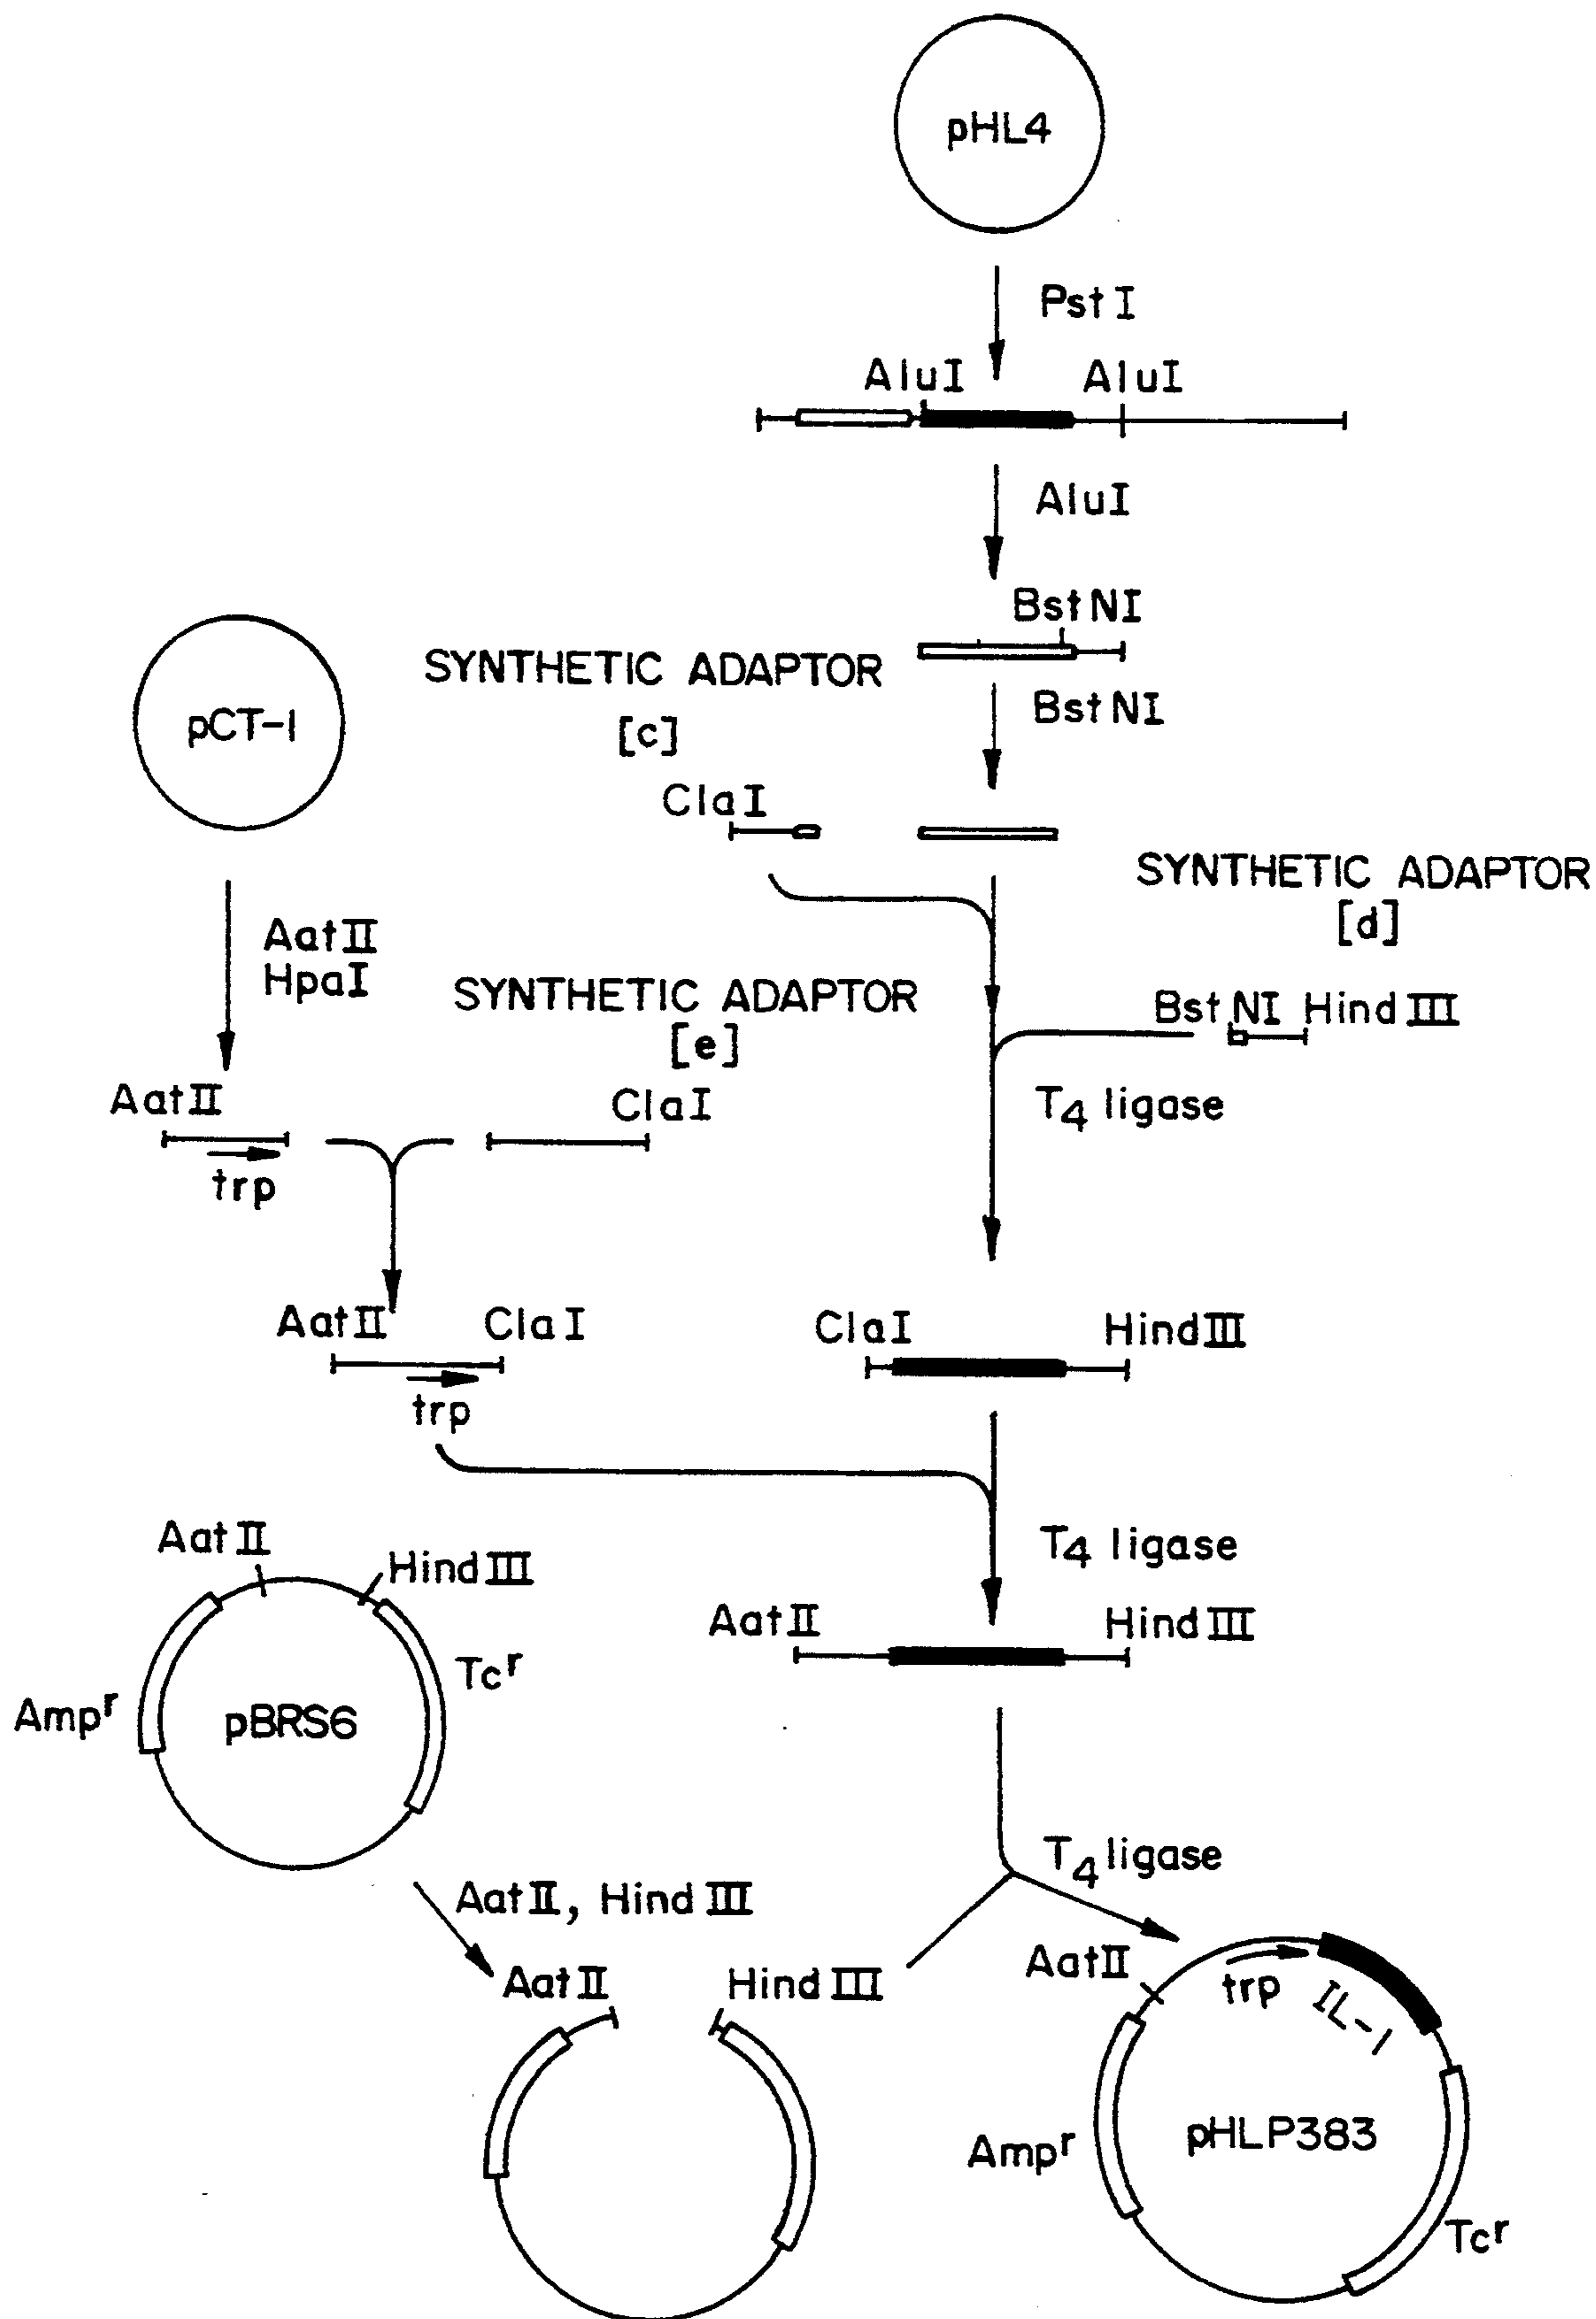 pHL4
PstI
AluI AluI
AluI
BstNI
SYNTHETIC ADAPTOR
[c]
BstNI
pCT-1
ClaI
SYNTHETIC ADAPTOR
[d]
AatII
HpaI
SYNTHETIC ADAPTOR
[e]
BstNI HindIII
AatII
ClaI
T4 ligase
trp
AatII ClaI
ClaI HindIII
trp
AatII
HindIII
T4 ligase
AatII HindIII
Ampr
pBRS6
Tcr
T4 ligase
AatII, HindIII
AatII HindIII
AatII
trp
IL-1
Ampr
pHLP383
Tcr